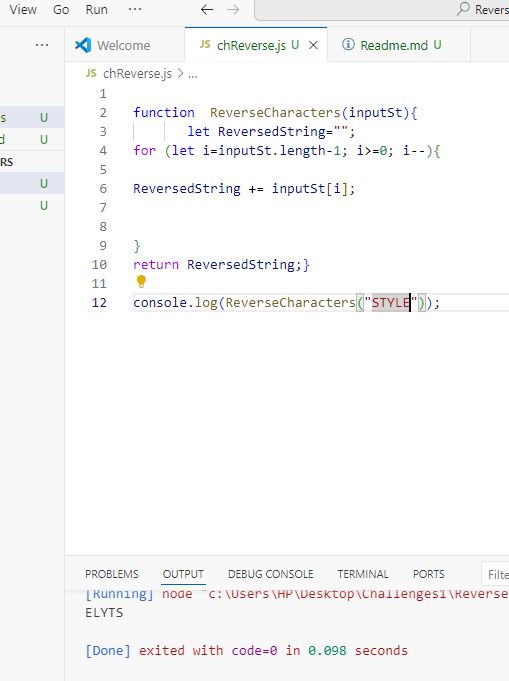 View Go Run ... ← → Revers
... Welcome JS chReverse.js U × Readme.md U
JS chReverse.js > ...
s U
d U
RS
U
U
1
2 function  ReverseCharacters(inputSt){
3 let ReversedString="";
4 for (let i=inputSt.length-1; i>=0; i--){
5
6 ReversedString += inputSt[i];
7
8
9 }
10 return ReversedString;}
11
12 console.log(ReverseCharacters("STYLE"));
PROBLEMS OUTPUT DEBUG CONSOLE TERMINAL PORTS Filte
[Running] node "c:\Users\HP\Desktop\Challenges1\Reverse
ELYTS
[Done] exited with code=0 in 0.098 seconds